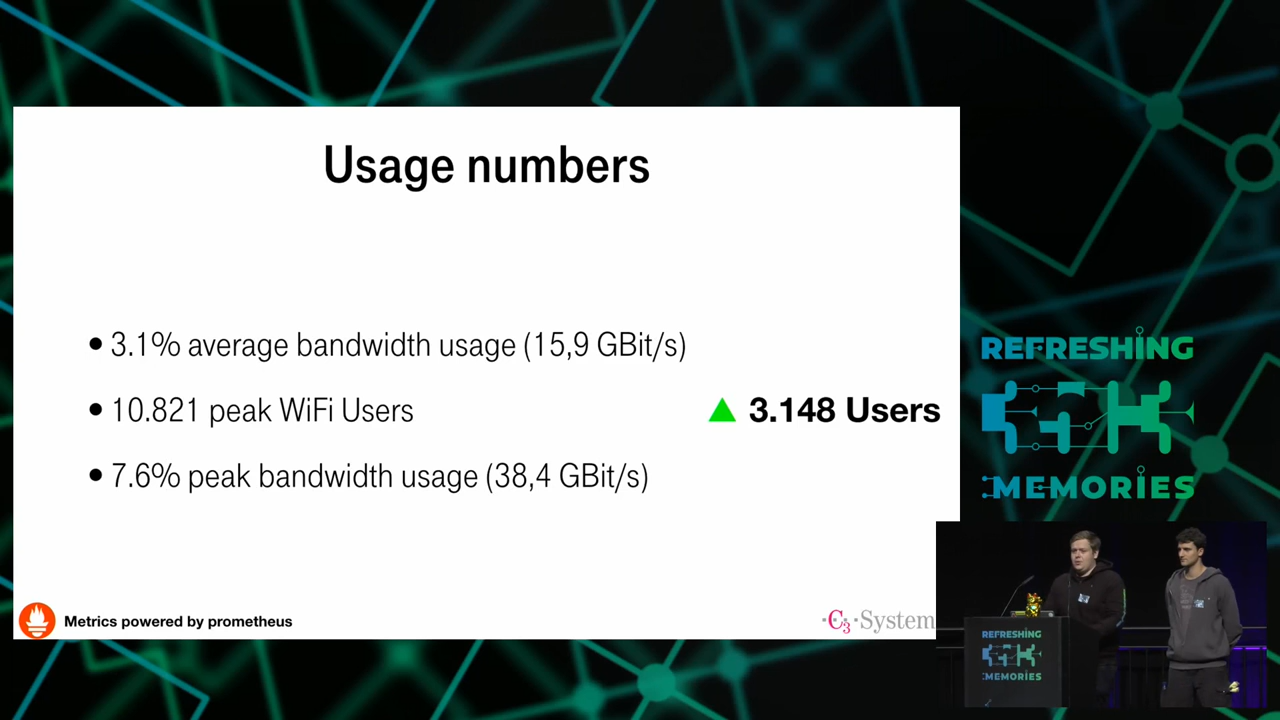 Usage numbers
• 3.1% average bandwidth usage (15,9 GBit/s)
• 10.821 peak WiFi Users
▲ 3.148 Users
• 7.6% peak bandwidth usage (38,4 GBit/s)
Metrics powered by prometheus
C3 System
REFRESHING
MEMORIES
REFRESHING
MEMORIES